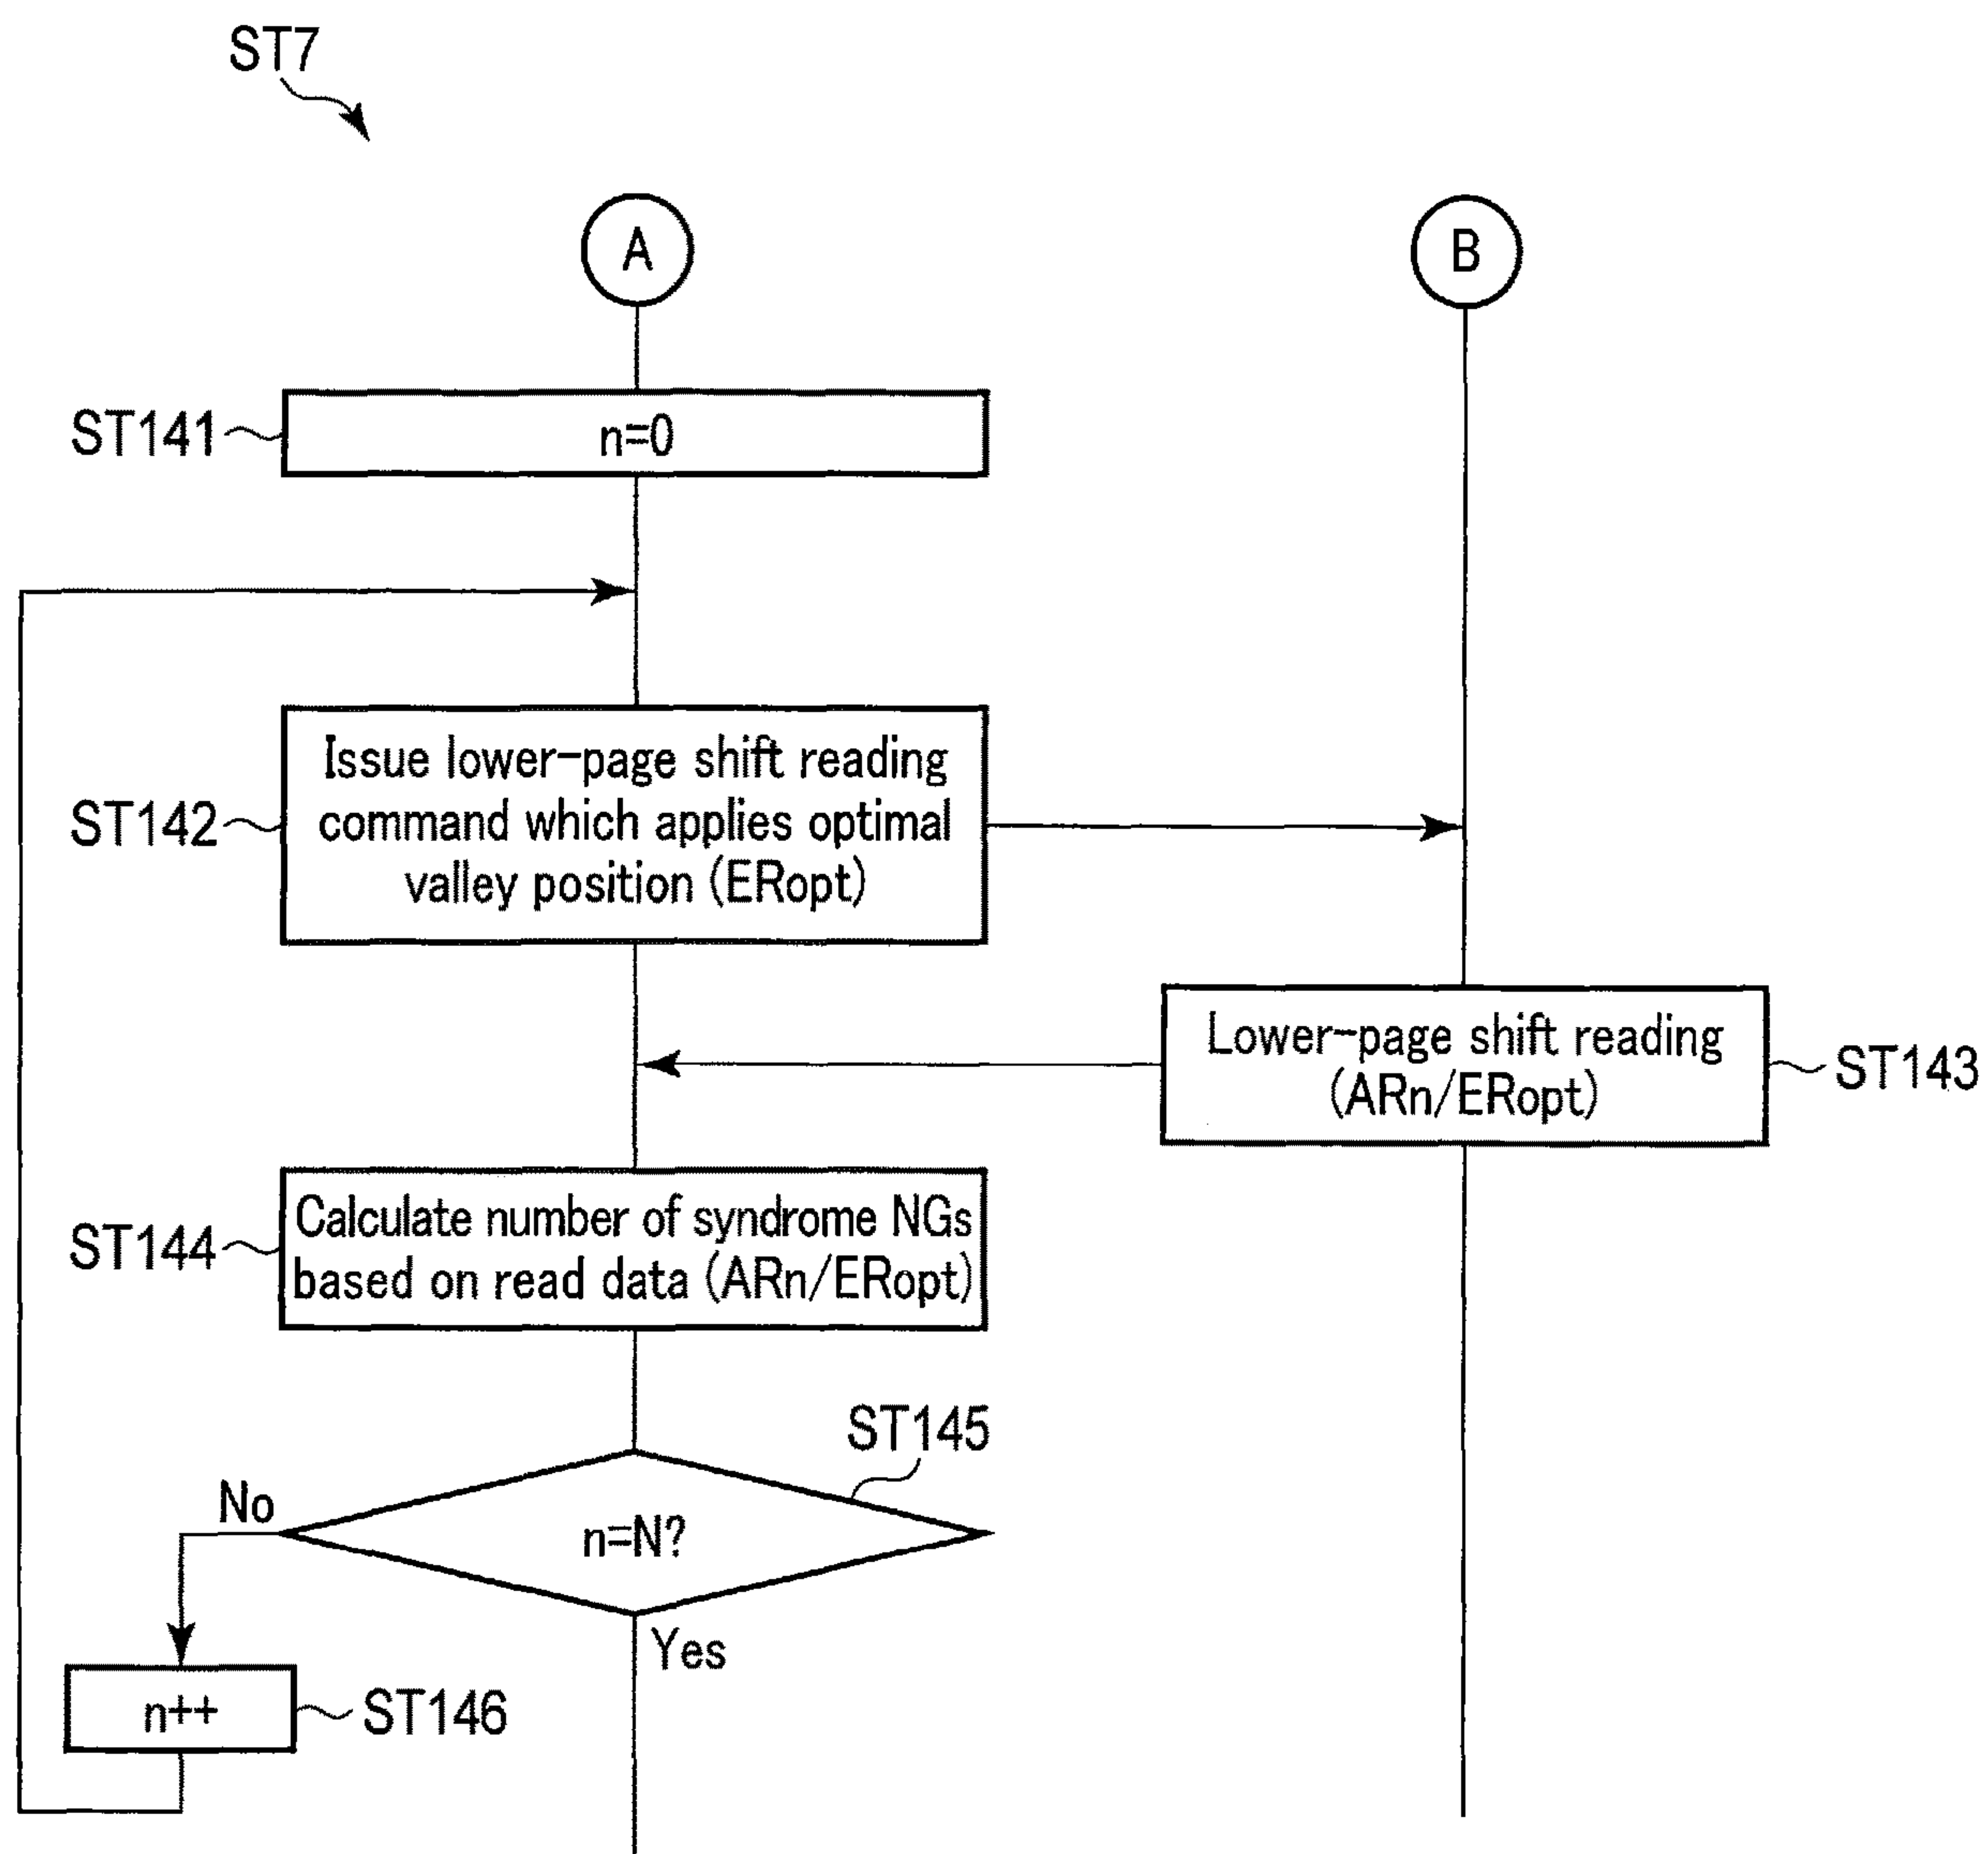 ST7
A
B
ST141
n=0
ST142
Issue lower-page shift reading
command which applies optimal
valley position (ERopt)
Lower-page shift reading
(ARn/ERopt)
ST143
ST144
Calculate number of syndrome NGs
based on read data (ARn/ERopt)
ST145
No
n=N?
Yes
n++
ST146